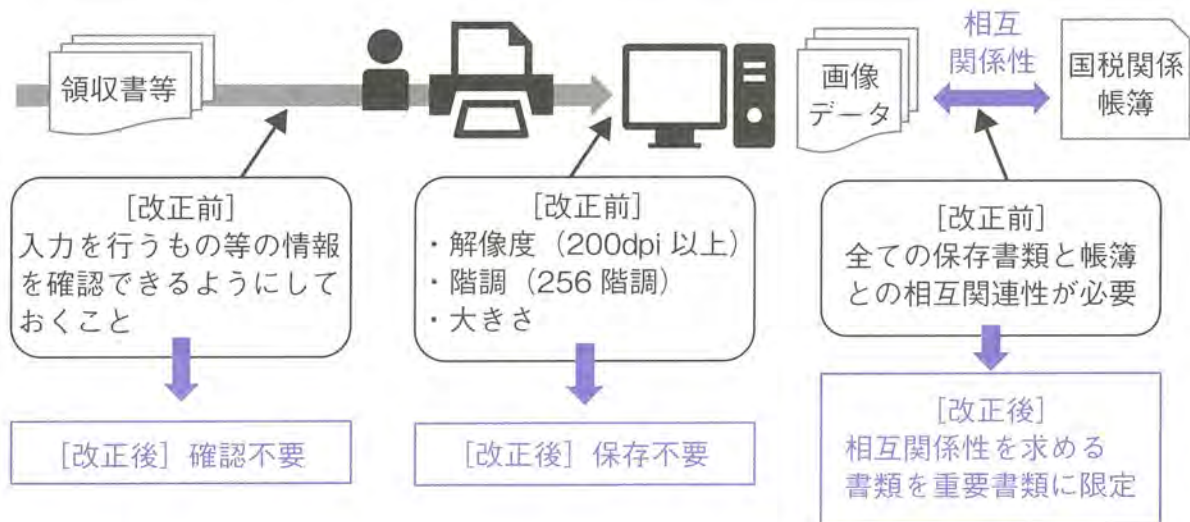 領収書等
画像
データ
相互
関係性
国税関係
帳簿
[改正前]
入力を行うもの等の情報
を確認できるようにして
おくこと
[改正後] 確認不要
[改正前]
・解像度（200dpi 以上）
・階調（256 階調）
・大きさ
[改正後] 保存不要
[改正前]
全ての保存書類と帳簿
との相互関連性が必要
[改正後]
相互関係性を求める
書類を重要書類に限定